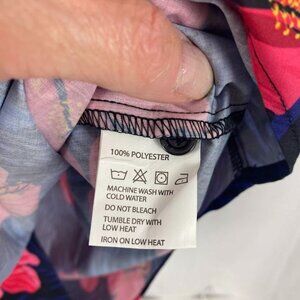 100% POLYESTER
MACHINE WASH WITH
COLD WATER
DO NOT BLEACH
TUMBLE DRY WITH
LOW HEAT
IRON ON LOW HEAT